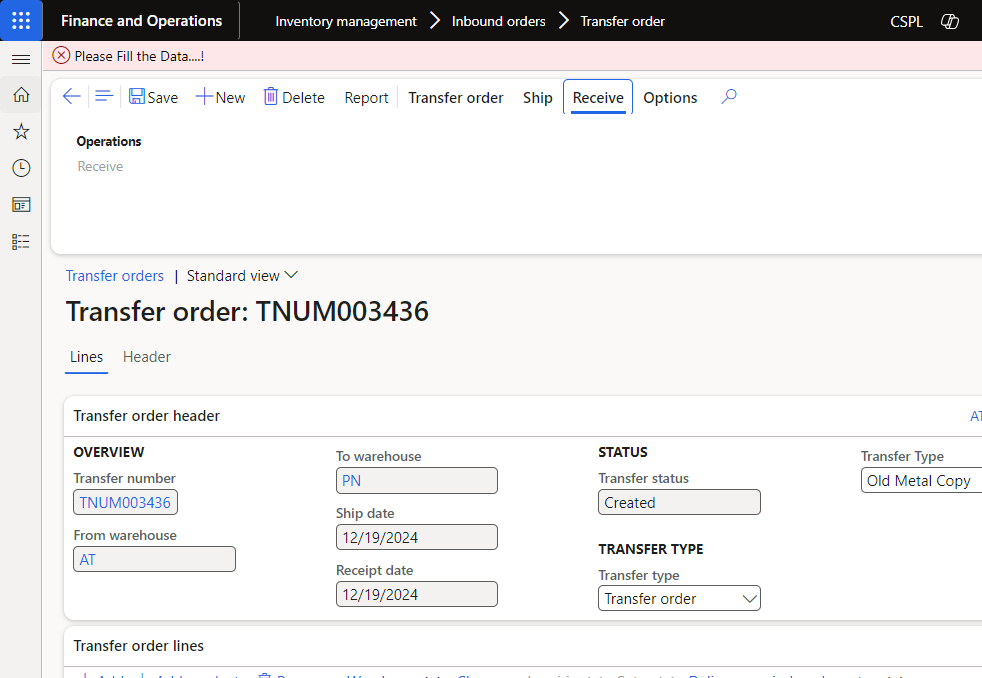 Finance and Operations
Inventory management > Inbound orders > Transfer order
CSPL
Please Fill the Data....!
Save
New
Delete
Report
Transfer order
Ship
Receive
Options
Operations
Receive
Transfer orders | Standard view
Transfer order: TNUM003436
Lines
Header
Transfer order header
AT
OVERVIEW
Transfer number
TNUM003436
From warehouse
AT
To warehouse
PN
Ship date
12/19/2024
Receipt date
12/19/2024
STATUS
Transfer status
Created
TRANSFER TYPE
Transfer type
Transfer order
Transfer Type
Old Metal Copy
Transfer order lines